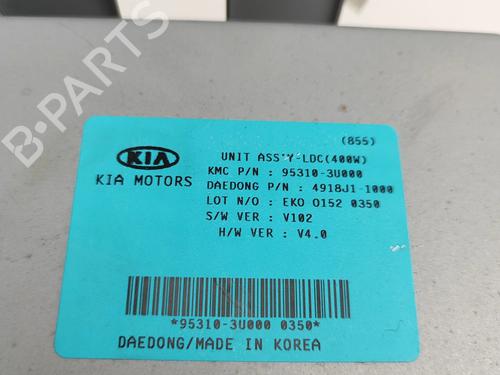 B-PARTS
(855)
KIA
UNIT ASS'Y-LDC(400W)
KIA MOTORS
KMC P/N : 95310-3U000
DAEDONG P/N : 4918J1-1000
LOT N/O : EKO O152 0350
S/W VER : V102
H/W VER : V4.0
*95310-3U000 0350*
DAEDONG/MADE IN KOREA